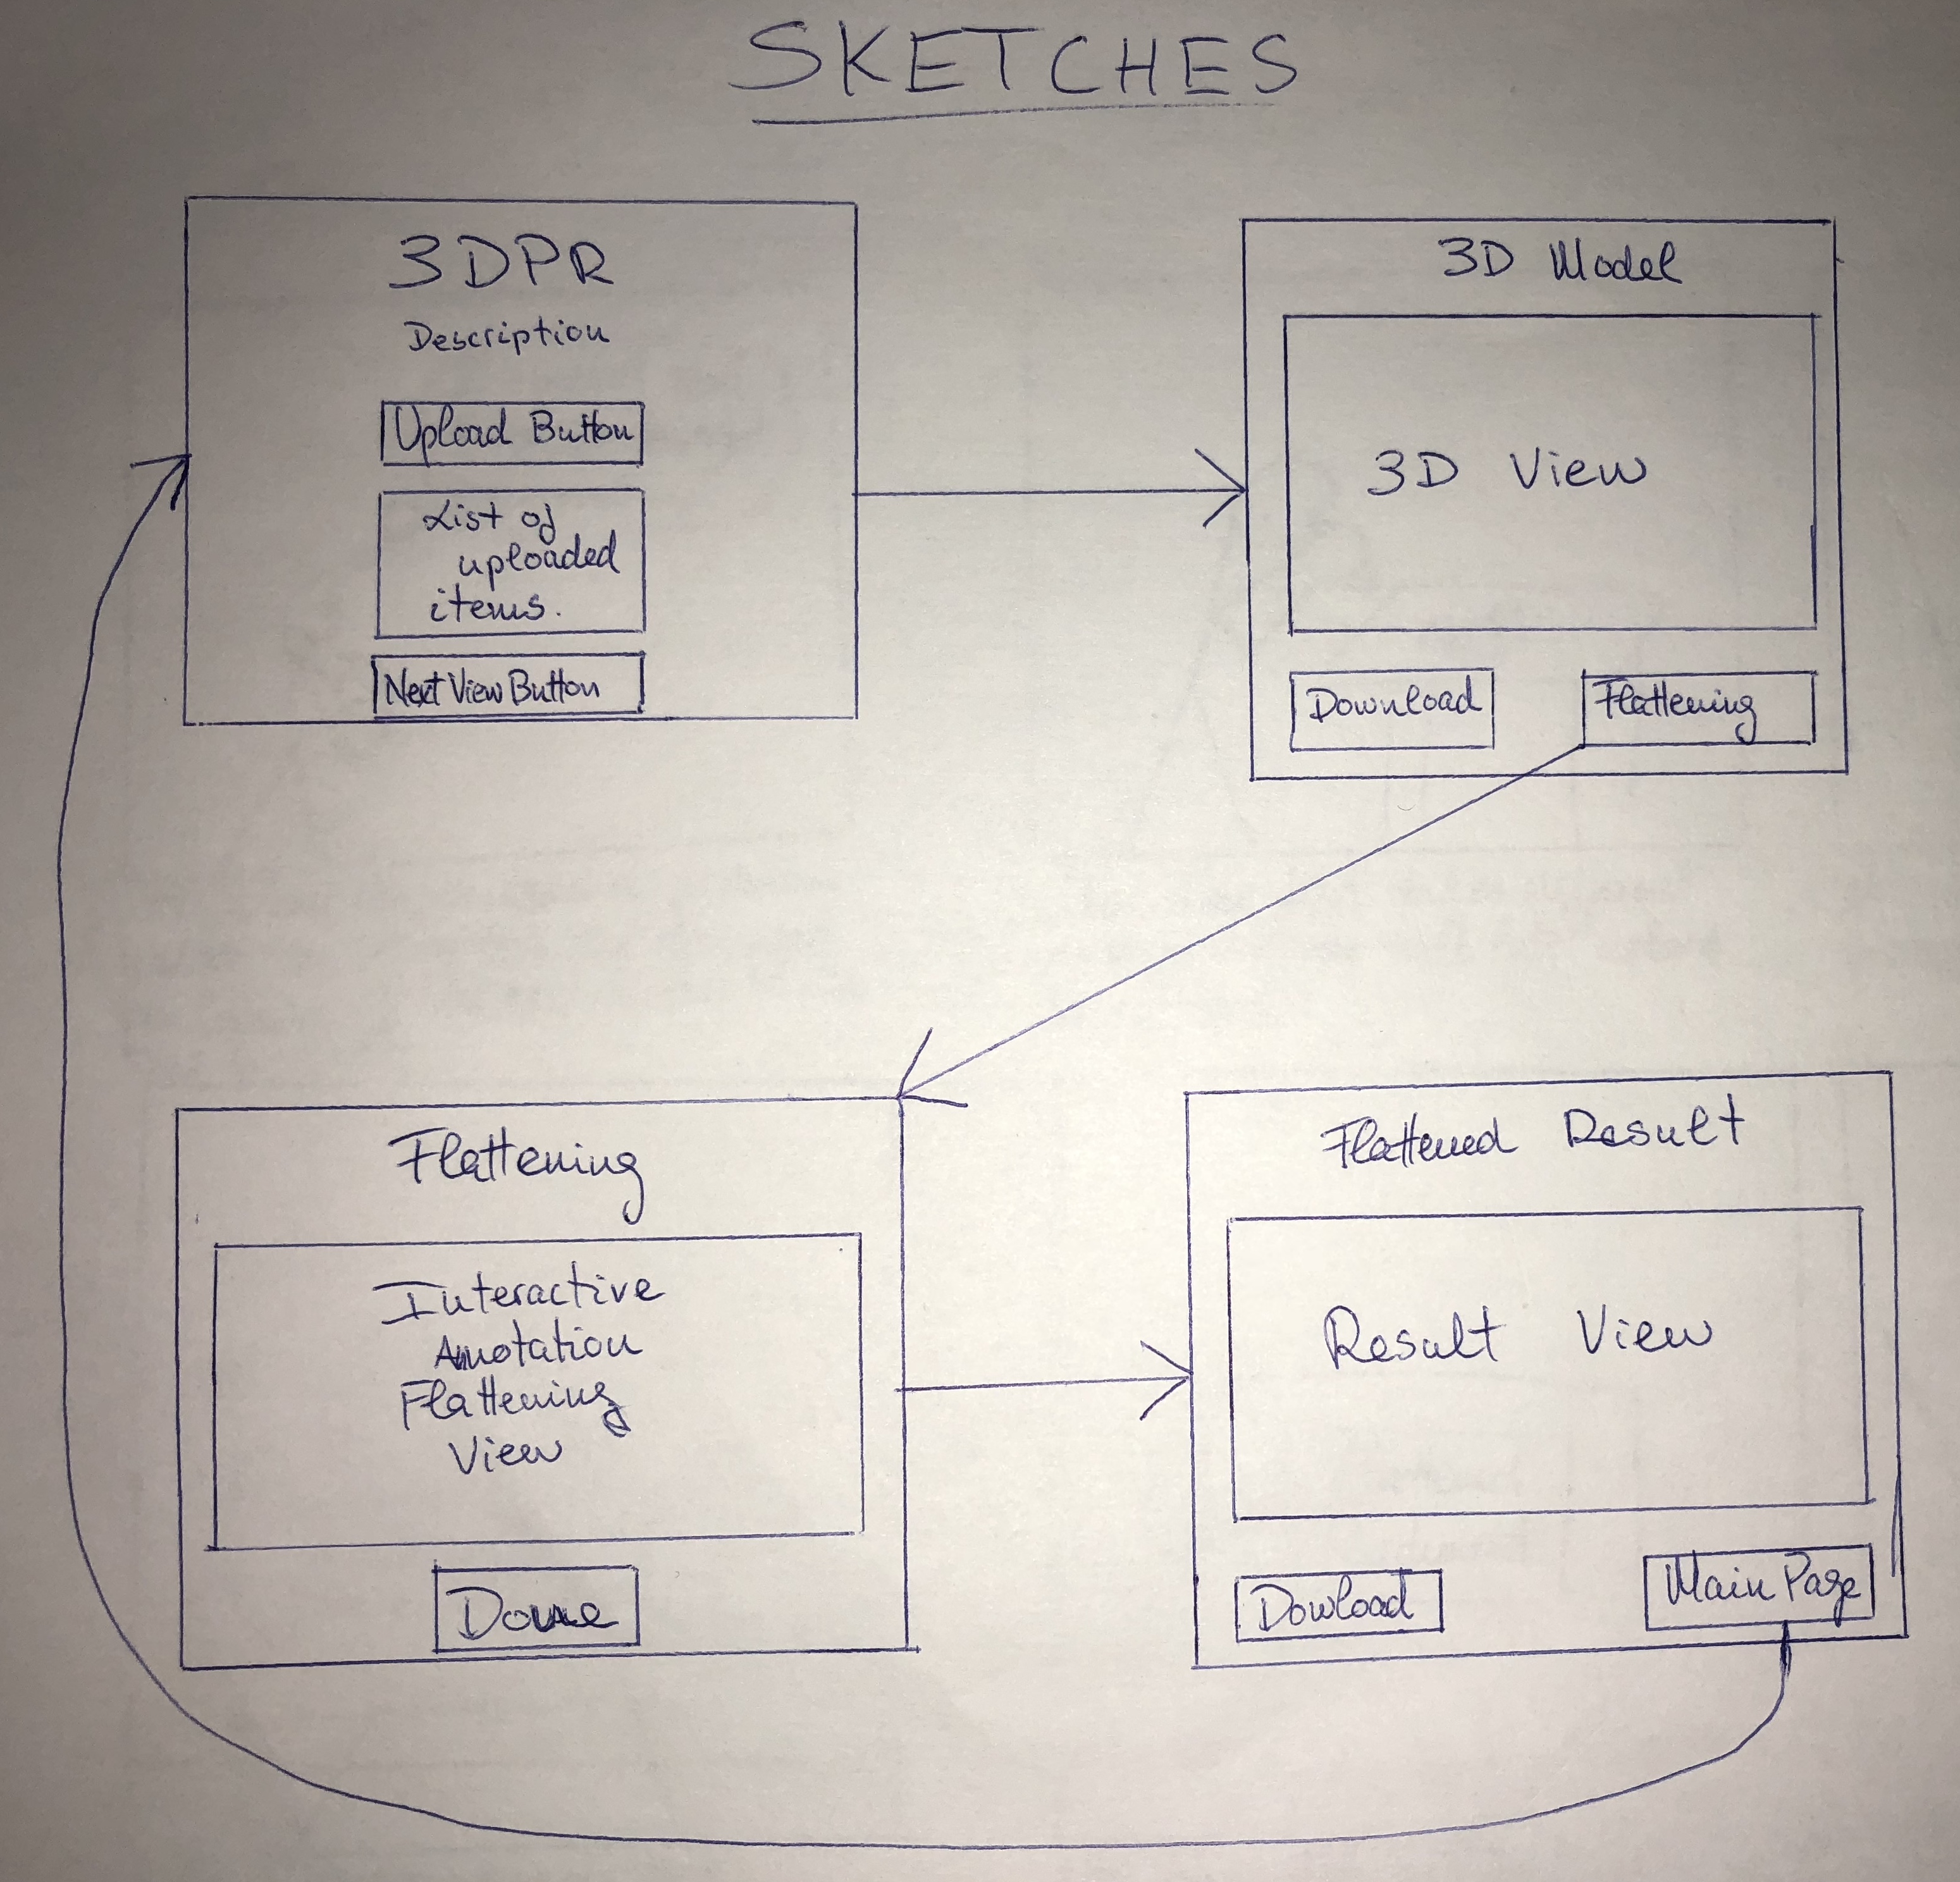 SKETCHES
3DPR
Description
Upload Button
List of
uploaded
items.
Next View Button
3D Model
3D View
Download
Flattening
Flattening
Interactive
Annotation
Flattening
View
Done
Flattened Result
Result View
Dowload
Main Page